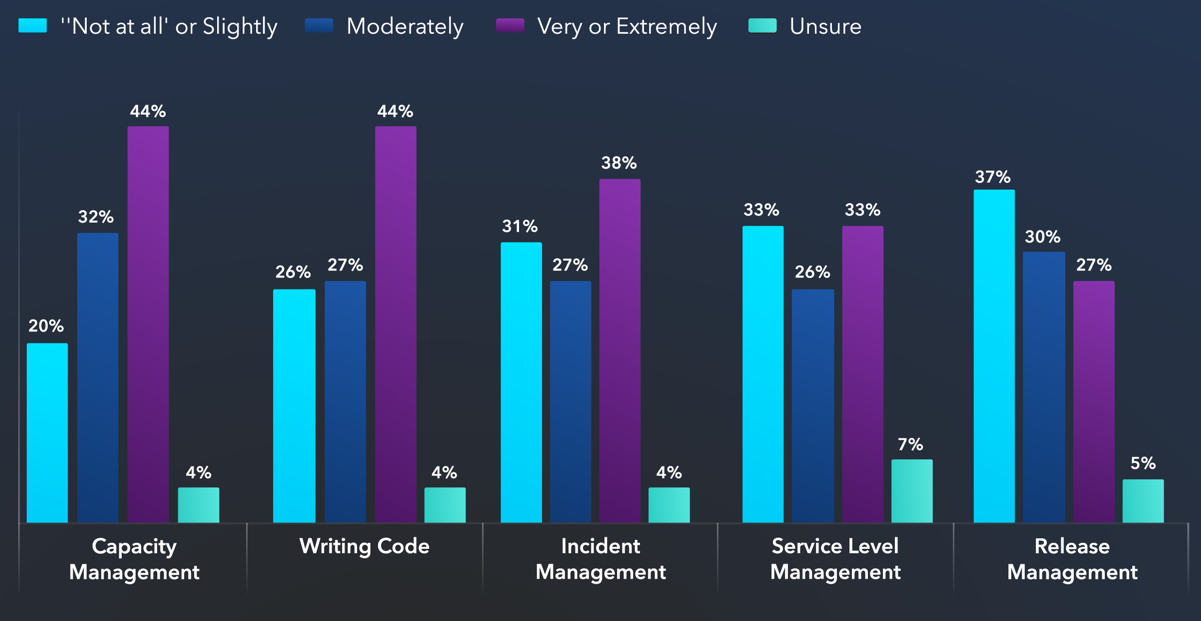 ''Not at all' or Slightly Moderately Very or Extremely Unsure
20% 32% 44% 4%
26% 27% 44% 4%
31% 27% 38% 4%
33% 26% 33% 7%
37% 30% 27% 5%
Capacity
Management
Writing Code
Incident
Management
Service Level
Management
Release
Management